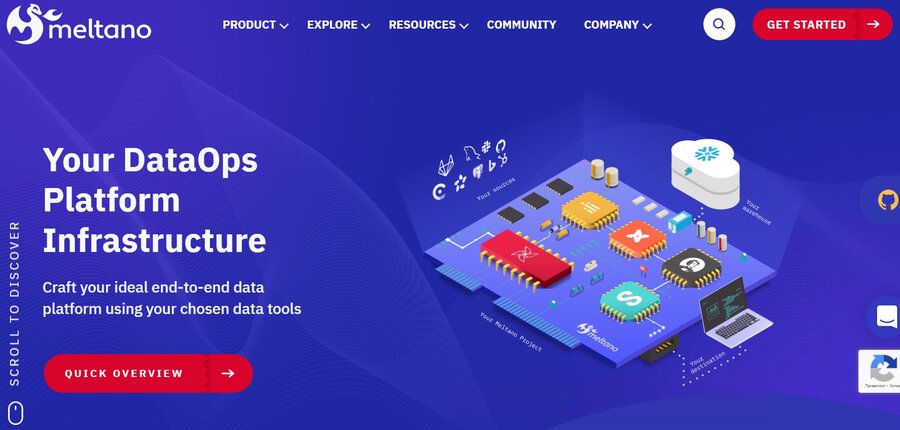 meltano
PRODUCT
EXPLORE
RESOURCES
COMMUNITY
COMPANY
GET STARTED
Your DataOps
Platform
Infrastructure
Craft your ideal end-to-end data
platform using your chosen data tools
QUICK OVERVIEW
SCROLL TO DISCOVER
Your sources
Your
warehouse
Your Meltano Project
meltano
Your
destination